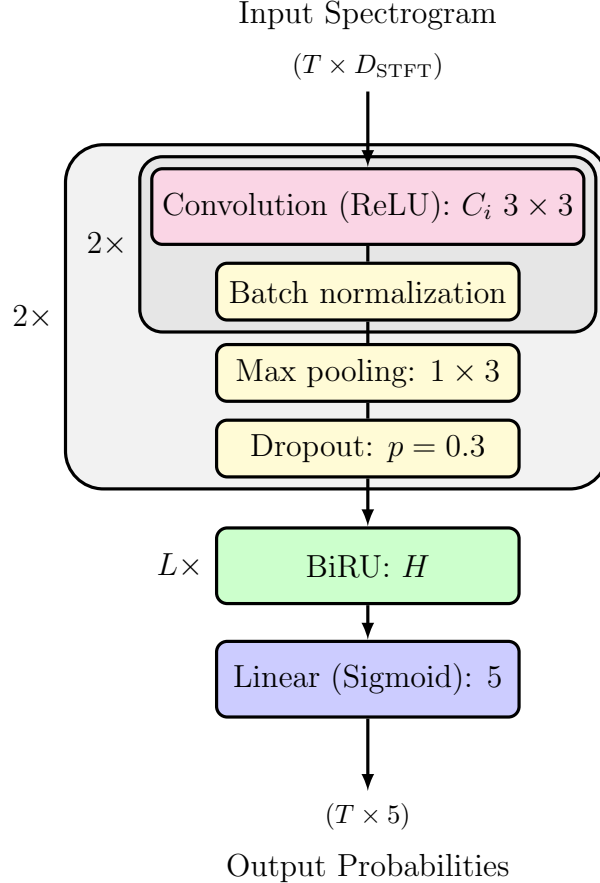 Input Spectrogram
(T × D_STFT)
Convolution (ReLU): C_i 3 × 3
2×
Batch normalization
2×
Max pooling: 1 × 3
Dropout: p = 0.3
L×
BiRU: H
Linear (Sigmoid): 5
(T × 5)
Output Probabilities